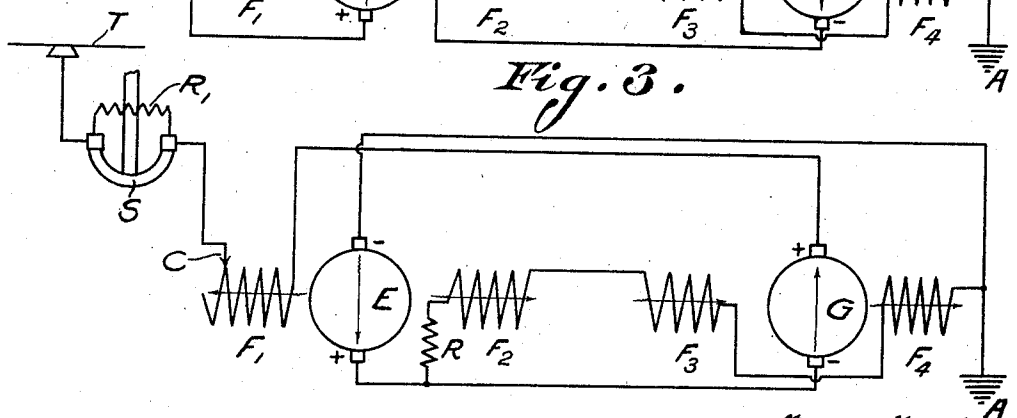 F₁ + F₂ F₃ - F₄ A
T
Fig. 3.
R₁
S
C
- +
E G
F₁ + R F₂ F₃ - F₄
A